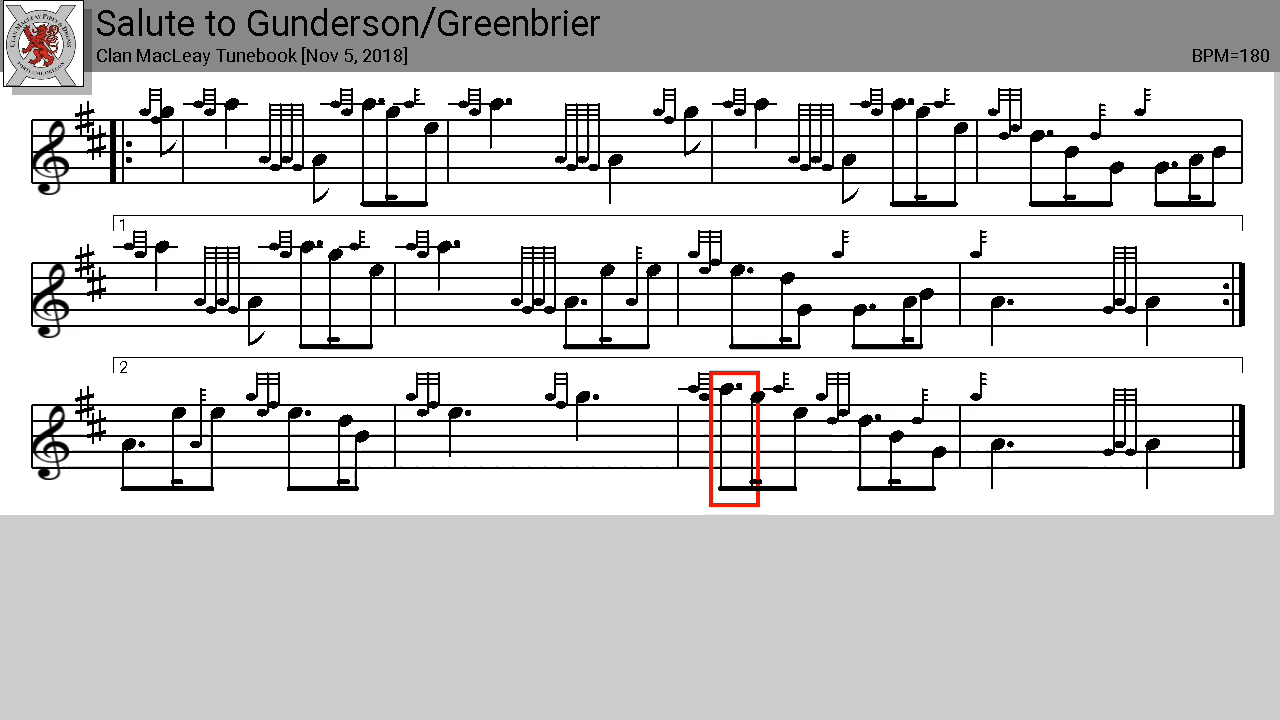 Salute to Gunderson/Greenbrier
Clan MacLeay Tunebook [Nov 5, 2018]
BPM=180
1
2